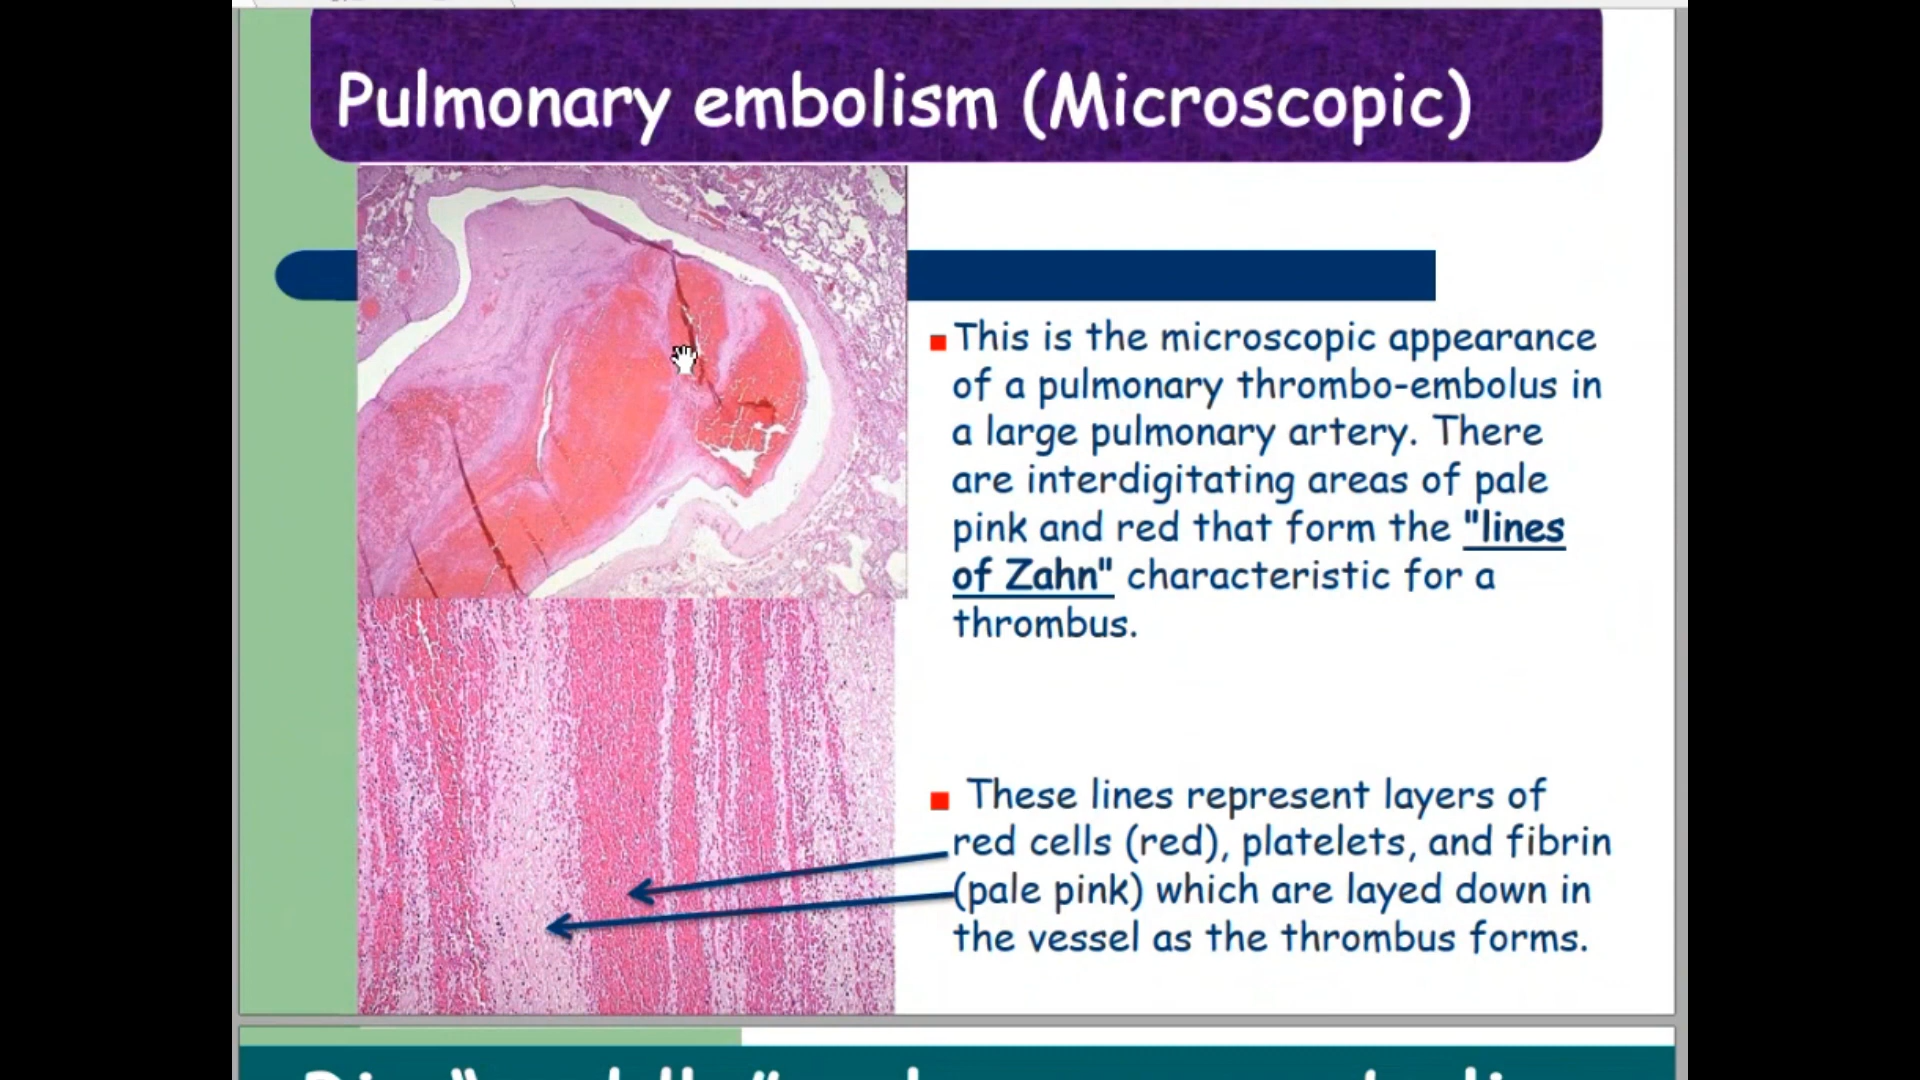 Pulmonary embolism (Microscopic)
This is the microscopic appearance
of a pulmonary thrombo-embolus in
a large pulmonary artery. There
are interdigitating areas of pale
pink and red that form the "lines
of Zahn" characteristic for a
thrombus.
These lines represent layers of
red cells (red), platelets, and fibrin
(pale pink) which are layed down in
the vessel as the thrombus forms.